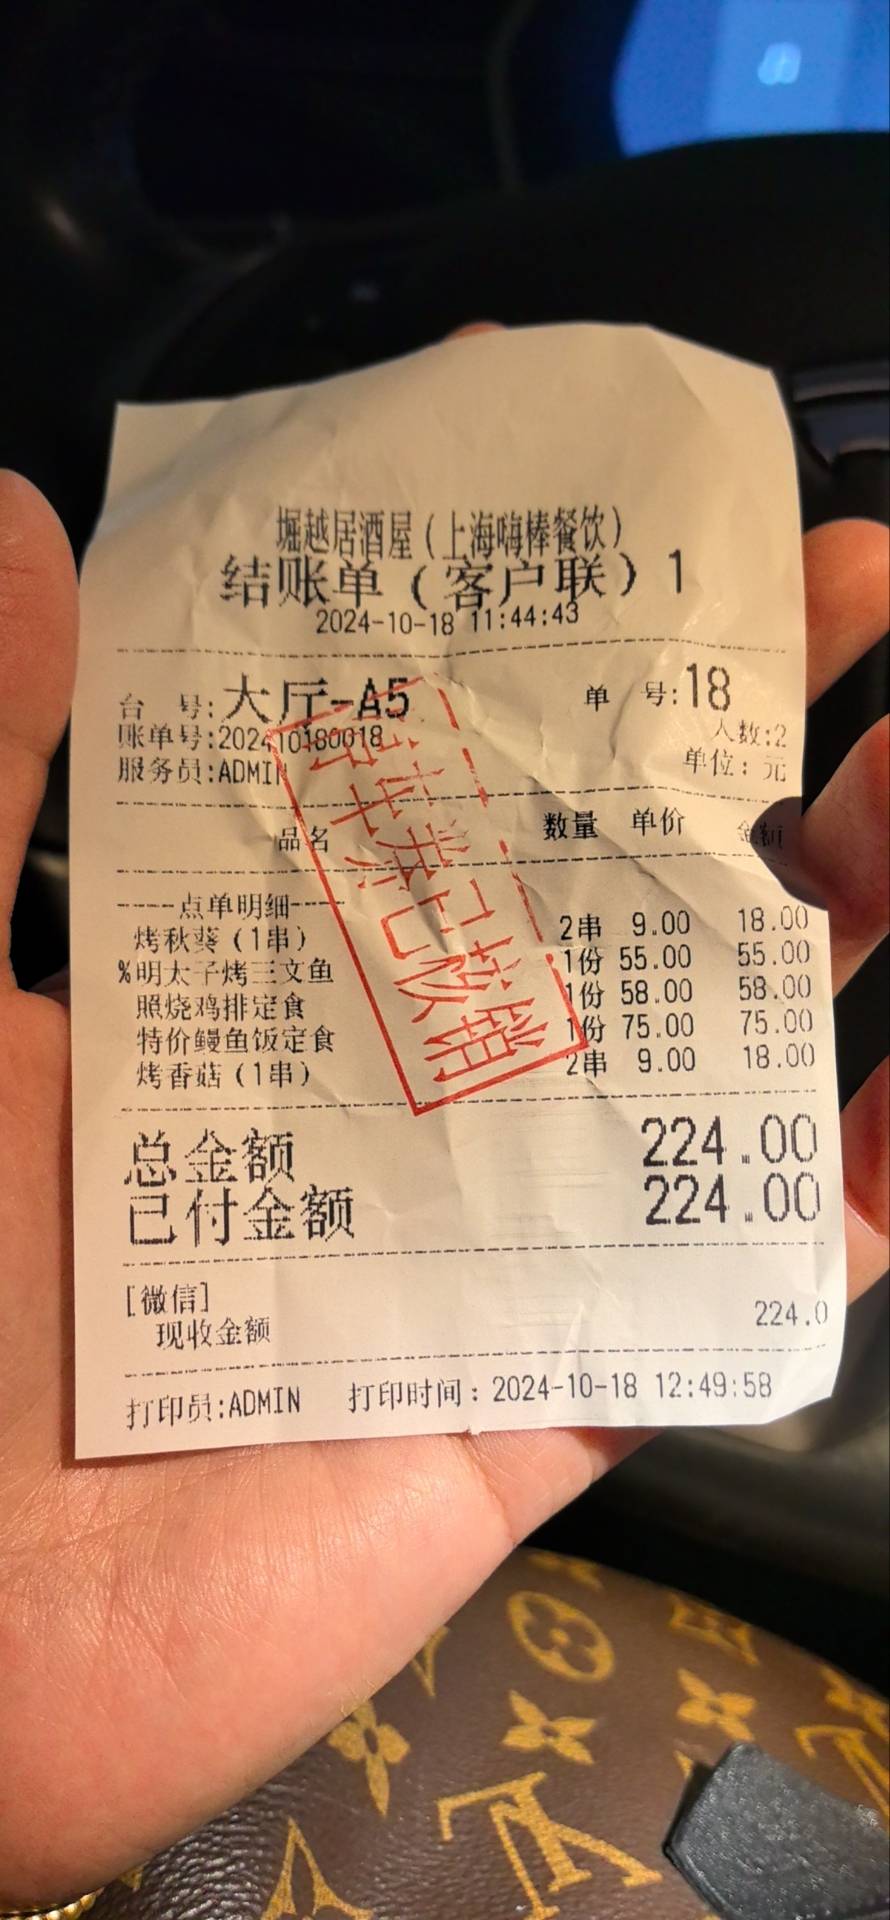 堀越居酒屋（上海嗨棒餐饮）
结账单（客户联）1
2024-10-18 11:44:43
台 号:大厅-A5 单 号:18
账单号:202410180018 人数:2
服务员:ADMIN 单位: 元
品名 数量 单价 金额
----点单明细----
烤秋葵（1串） 2串 9.00 18.00
%明太子烤三文鱼 1份 55.00 55.00
照烧鸡排定食 1份 58.00 58.00
特价鳗鱼饭定食 1份 75.00 75.00
烤香菇（1串） 2串 9.00 18.00
总金额 224.00
已付金额 224.00
[微信]
现收金额 224.0
打印员:ADMIN 打印时间：2024-10-18 12:49:58
已核销